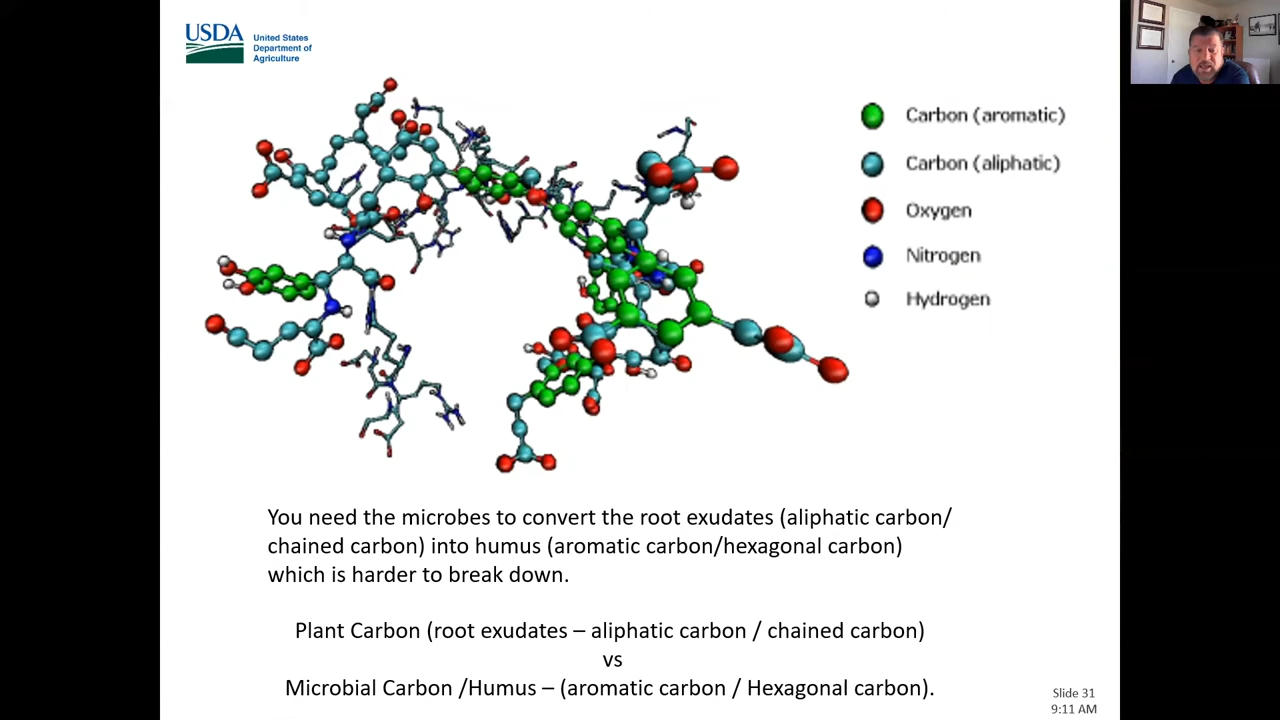 USDA
United States
Department of
Agriculture
Carbon (aromatic)
Carbon (aliphatic)
Oxygen
Nitrogen
Hydrogen
You need the microbes to convert the root exudates (aliphatic carbon/
chained carbon) into humus (aromatic carbon/hexagonal carbon)
which is harder to break down.
Plant Carbon (root exudates – aliphatic carbon / chained carbon)
vs
Microbial Carbon /Humus – (aromatic carbon / Hexagonal carbon).
Slide 31
9:11 AM